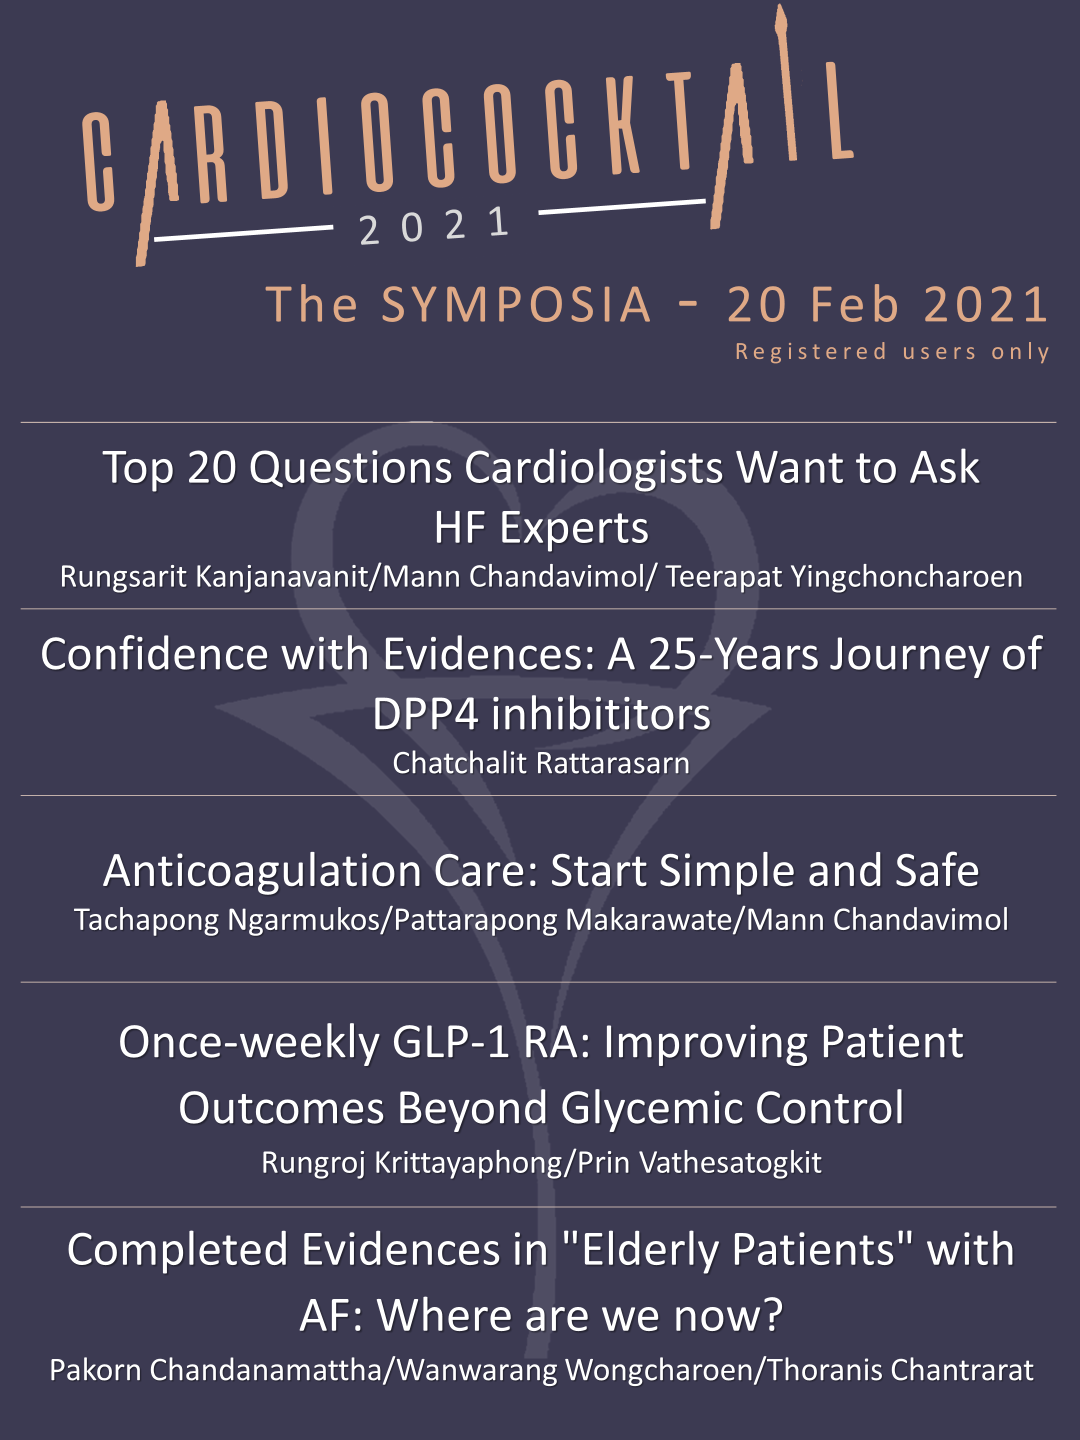 CARDIOCOCKTAIL
2021
The SYMPOSIA - 20 Feb 2021
Registered users only
Top 20 Questions Cardiologists Want to Ask
HF Experts
Rungsarit Kanjanavanit/Mann Chandavimol/ Teerapat Yingchoncharoen
Confidence with Evidences: A 25-Years Journey of
DPP4 inhibititors
Chatchalit Rattarasarn
Anticoagulation Care: Start Simple and Safe
Tachapong Ngarmukos/Pattarapong Makarawate/Mann Chandavimol
Once-weekly GLP-1 RA: Improving Patient
Outcomes Beyond Glycemic Control
Rungroj Krittayaphong/Prin Vathesatogkit
Completed Evidences in "Elderly Patients" with
AF: Where are we now?
Pakorn Chandanamattha/Wanwarang Wongcharoen/Thoranis Chantrarat